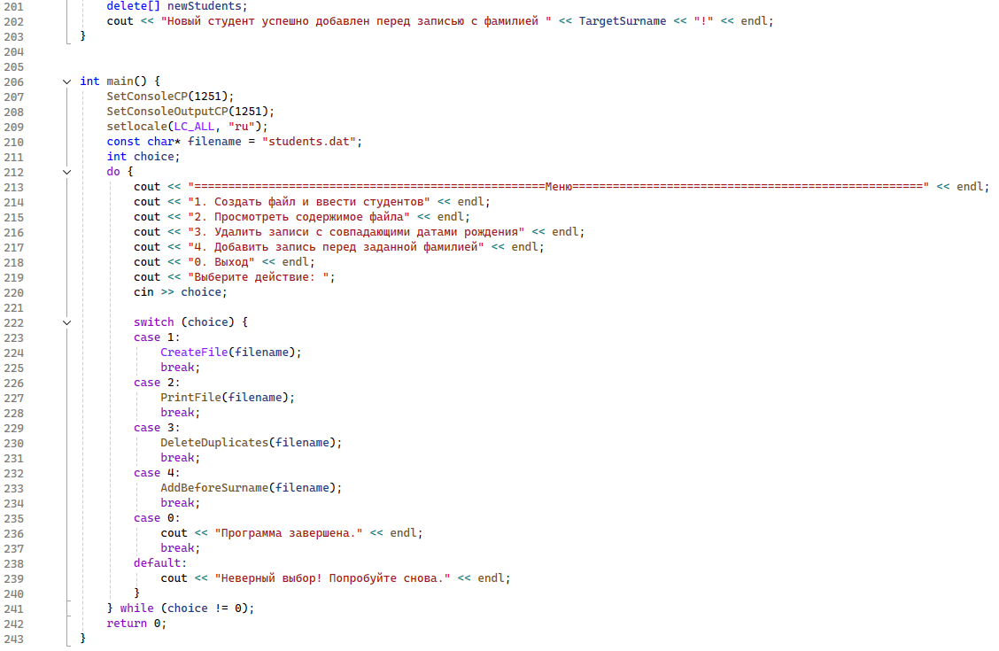 201 delete[] newStudents;
202 cout << "Новый студент успешно добавлен перед записью с фамилией " << TargetSurname << "!" << endl;
203 }
204
205
206 int main() {
207 SetConsoleCP(1251);
208 SetConsoleOutputCP(1251);
209 setlocale(LC_ALL, "ru");
210 const char* filename = "students.dat";
211 int choice;
212 do {
213 cout << "====================================================Меню====================================================" << endl;
214 cout << "1. Создать файл и ввести студентов" << endl;
215 cout << "2. Просмотреть содержимое файла" << endl;
216 cout << "3. Удалить записи с совпадающими датами рождения" << endl;
217 cout << "4. Добавить запись перед заданной фамилией" << endl;
218 cout << "0. Выход" << endl;
219 cout << "Выберите действие: ";
220 cin >> choice;
221
222 switch (choice) {
223 case 1:
224 CreateFile(filename);
225 break;
226 case 2:
227 PrintFile(filename);
228 break;
229 case 3:
230 DeleteDuplicates(filename);
231 break;
232 case 4:
233 AddBeforeSurname(filename);
234 break;
235 case 0:
236 cout << "Программа завершена." << endl;
237 break;
238 default:
239 cout << "Неверный выбор! Попробуйте снова." << endl;
240 }
241 } while (choice != 0);
242 return 0;
243 }